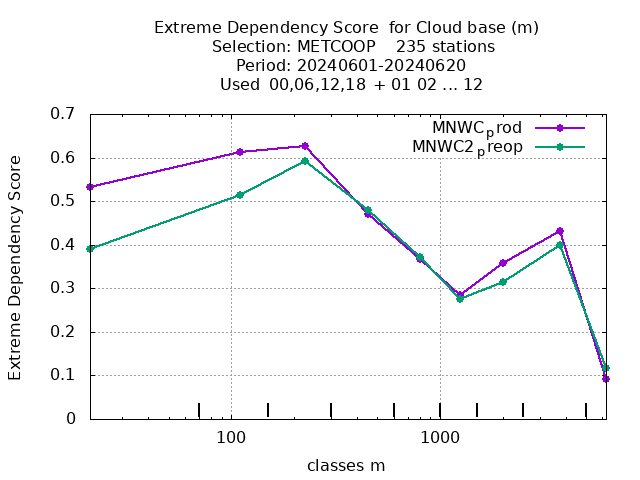 Extreme Dependency Score  for Cloud base (m)
Selection: METCOOP    235 stations
Period: 20240601-20240620
Used  00,06,12,18  + 01 02 ... 12
MNWCprod
MNWC2preop
Extreme Dependency Score
0.7
0.6
0.5
0.4
0.3
0.2
0.1
0
100
1000
classes m